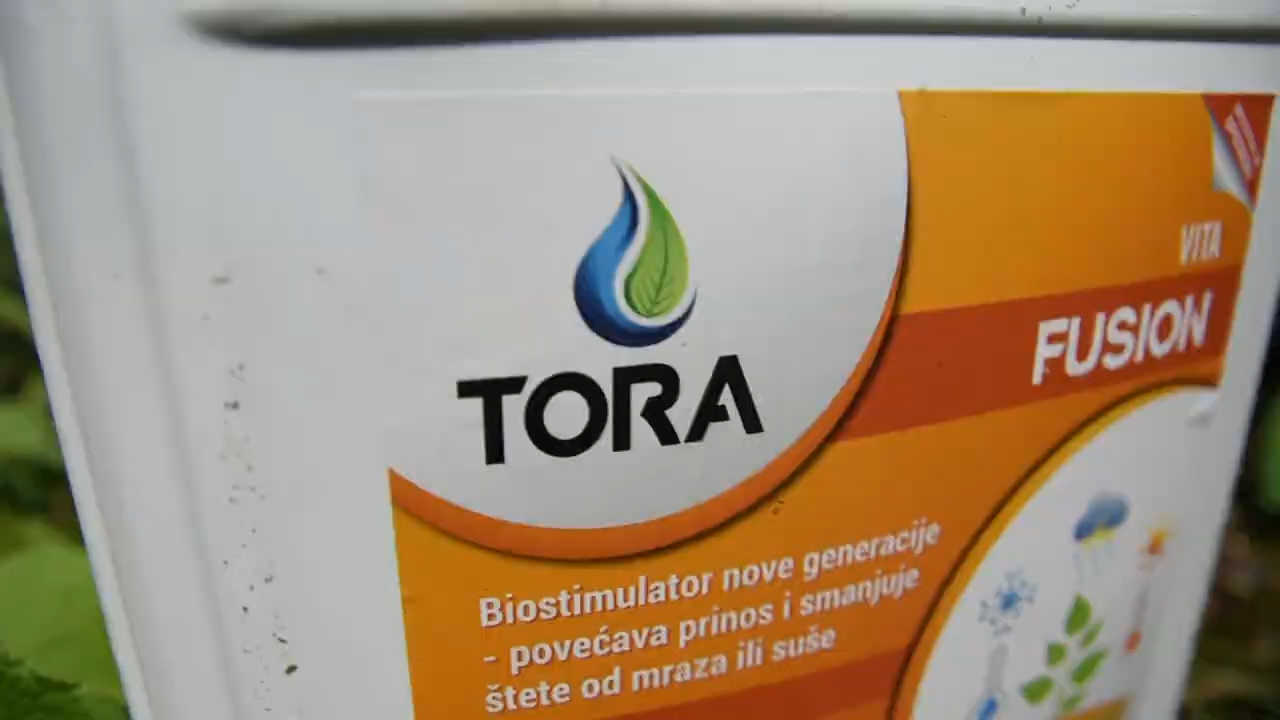 TORA
VITA
FUSION
Biostimulator nove generacije
- povećava prinos i smanjuje
štete od mraza ili suše